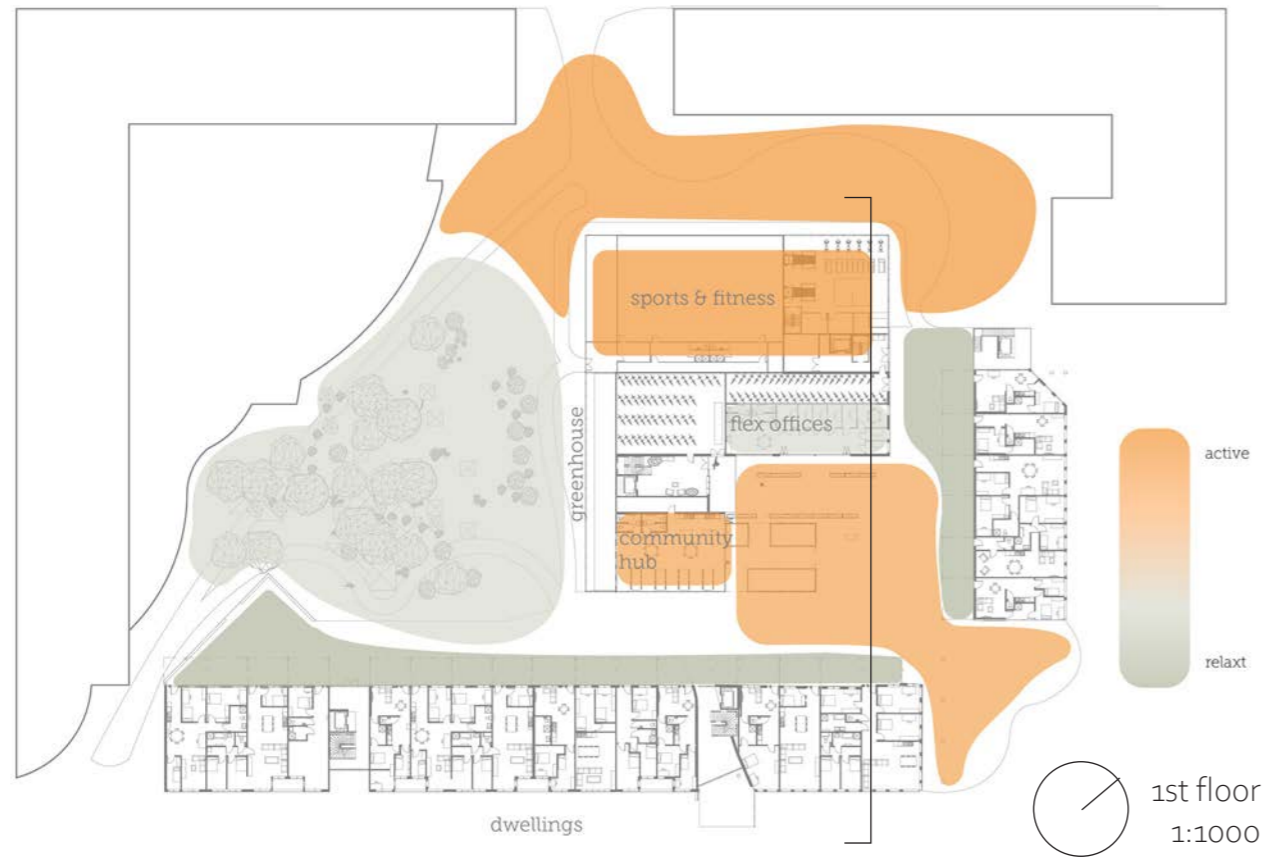 sports & fitness
flex offices
greenhouse
community
hub
dwellings
active
relaxt
1st floor
1:1000